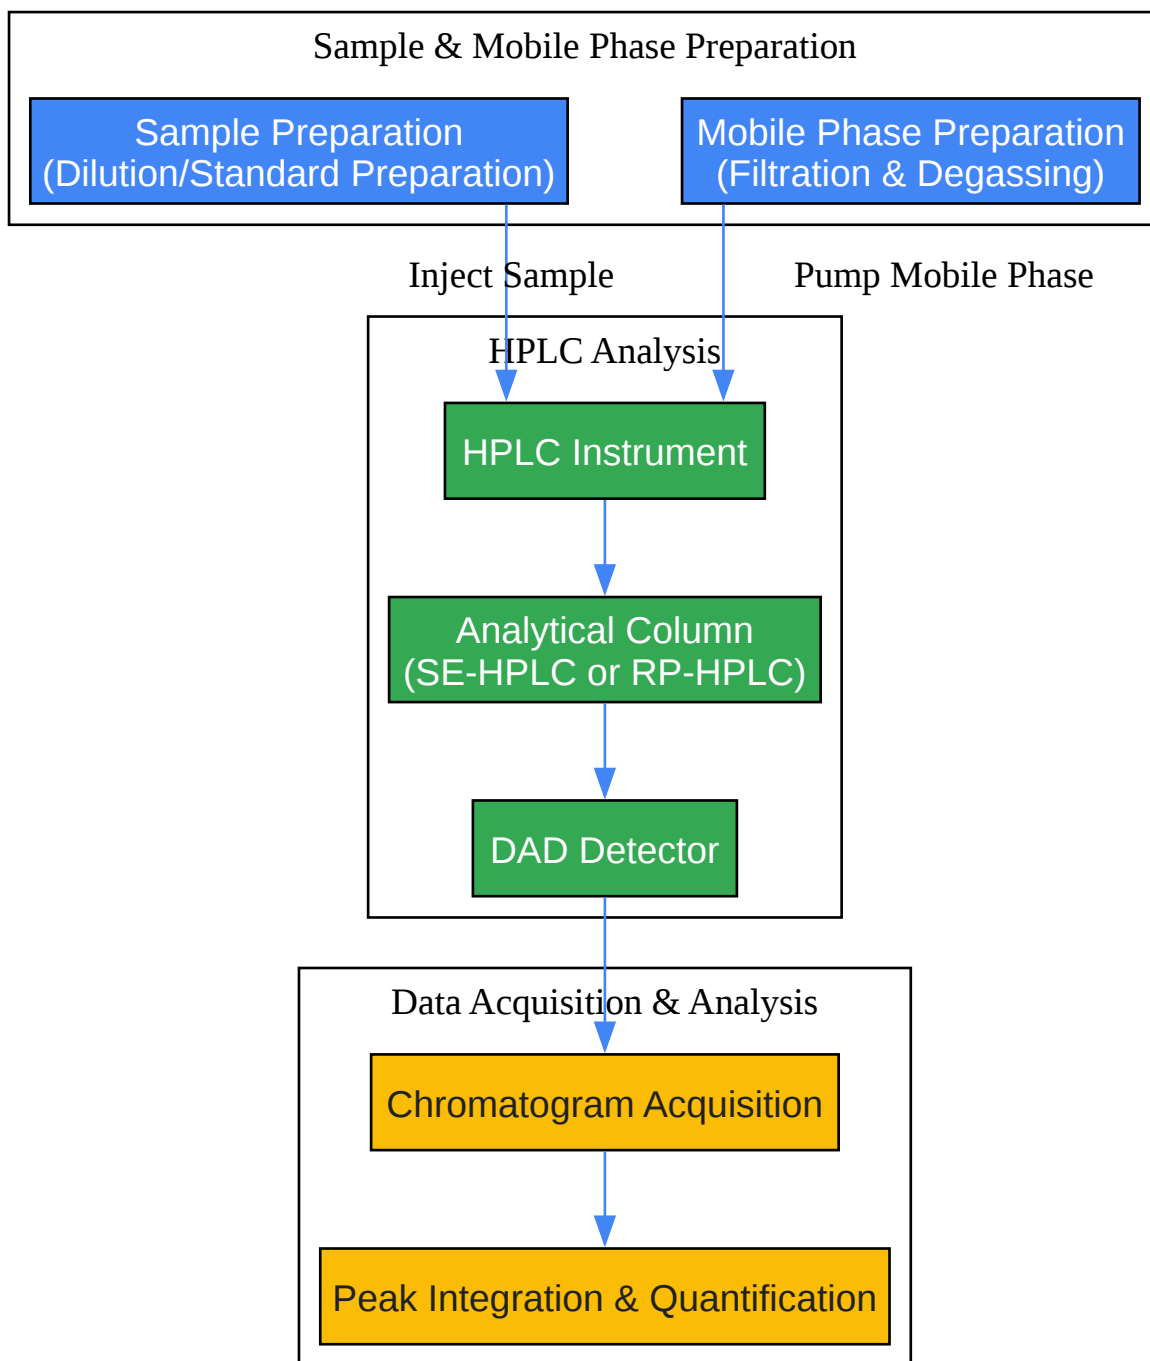 Sample & Mobile Phase Preparation
Sample Preparation
(Dilution/Standard Preparation)
Mobile Phase Preparation
(Filtration & Degassing)
Inject Sample
Pump Mobile Phase
HPLC Analysis
HPLC Instrument
Analytical Column
(SE-HPLC or RP-HPLC)
DAD Detector
Data Acquisition & Analysis
Chromatogram Acquisition
Peak Integration & Quantification